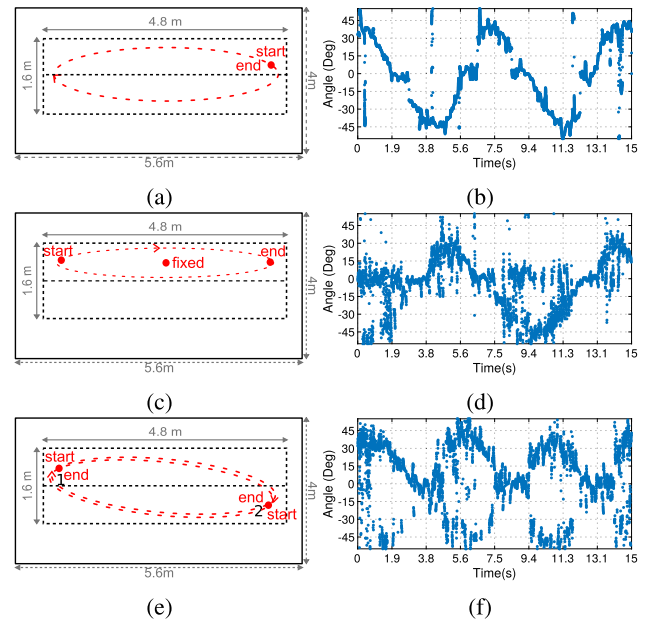 4.8 m
start
end
1.6 m
4m
5.6m
(a)
Angle (Deg)
45
30
15
0
-15
-30
-45
0 1.9 3.8 5.6 7.5 9.4 11.3 13.1 15
Time(s)
(b)
4.8 m
start
end
fixed
1.6 m
4m
5.6m
(c)
Angle (Deg)
45
30
15
0
-15
-30
-45
0 1.9 3.8 5.6 7.5 9.4 11.3 13.1 15
Time(s)
(d)
4.8 m
start
1 end
end
2 start
1.6 m
4m
5.6m
(e)
Angle (Deg)
45
30
15
0
-15
-30
-45
0 1.9 3.8 5.6 7.5 9.4 11.3 13.1 15
Time(s)
(f)